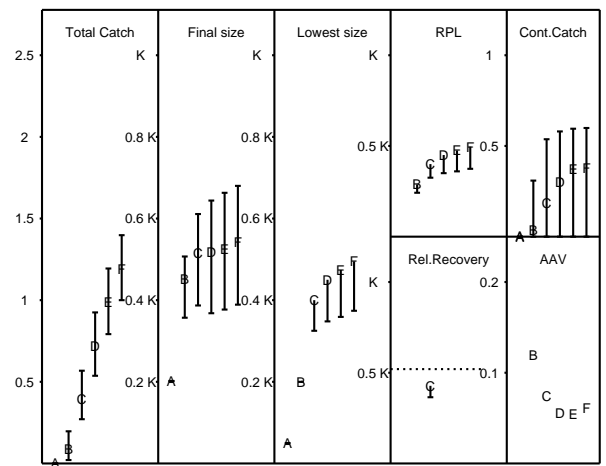 Total Catch Final size Lowest size RPL Cont.Catch
2.5 K K K 1
2 0.8 K 0.8 K
0.5 K 0.5
1.5 0.6 K 0.6 K
Rel.Recovery AAV
K 0.2
1 0.4 K 0.4 K
0.5 0.2 K 0.2 K 0.5 K 0.1
A B C D E F
A B C D E F
A B C D E F
B C D E F
A B C D E F
C
B C D E F